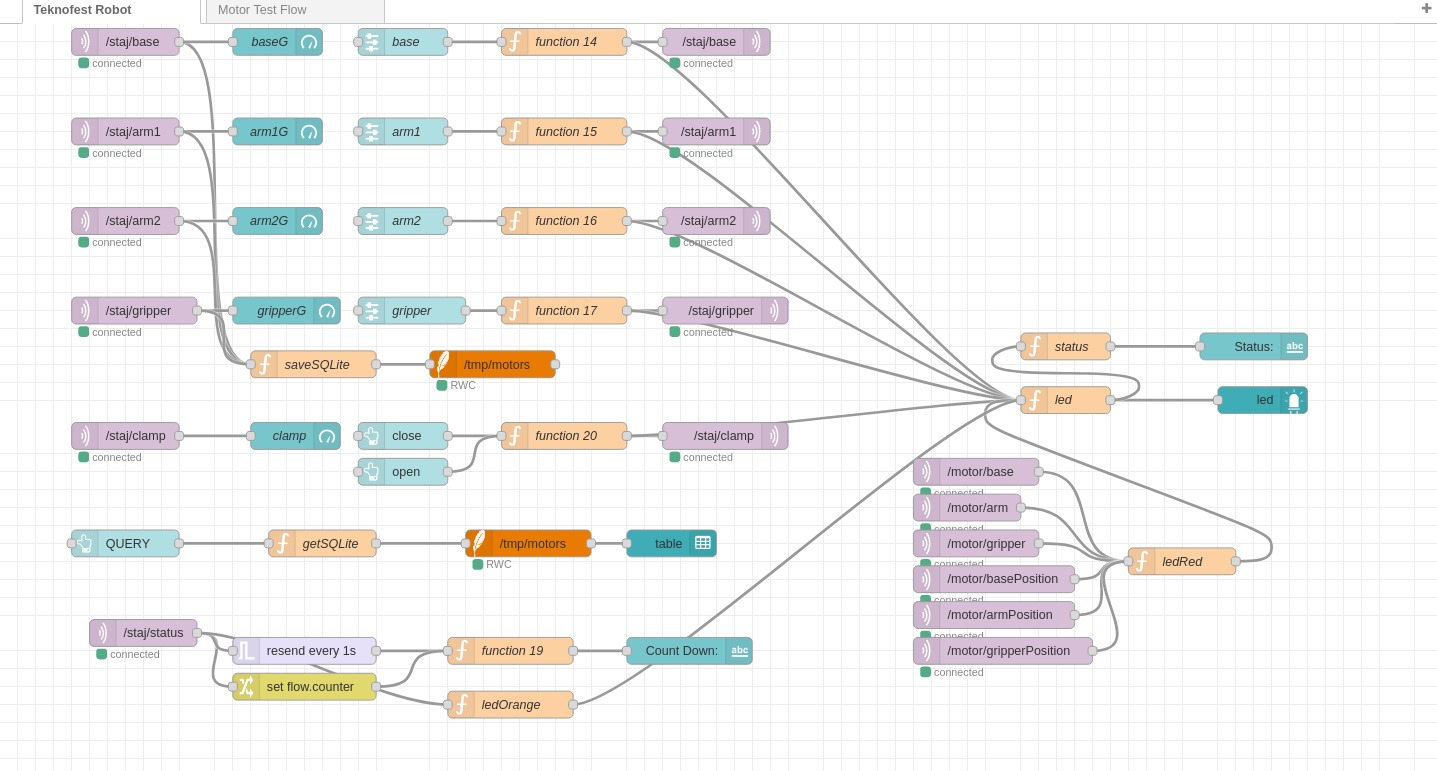 Teknofest Robot
Motor Test Flow
/staj/base
baseG
base
function 14
/staj/base
connected
connected
/staj/arm1
arm1G
arm1
function 15
/staj/arm1
connected
connected
/staj/arm2
arm2G
arm2
function 16
/staj/arm2
connected
connected
/staj/gripper
gripperG
gripper
function 17
/staj/gripper
connected
connected
status
Status:
abc
saveSQLite
/tmp/motors
RWC
led
led
/staj/clamp
clamp
close
function 20
/staj/clamp
connected
connected
open
/motor/base
connected
/motor/arm
connected
QUERY
getSQLite
/tmp/motors
table
RWC
/motor/gripper
connected
ledRed
/motor/basePosition
connected
/motor/armPosition
connected
/staj/status
connected
resend every 1s
function 19
Count Down:
abc
/motor/gripperPosition
connected
set flow.counter
ledOrange